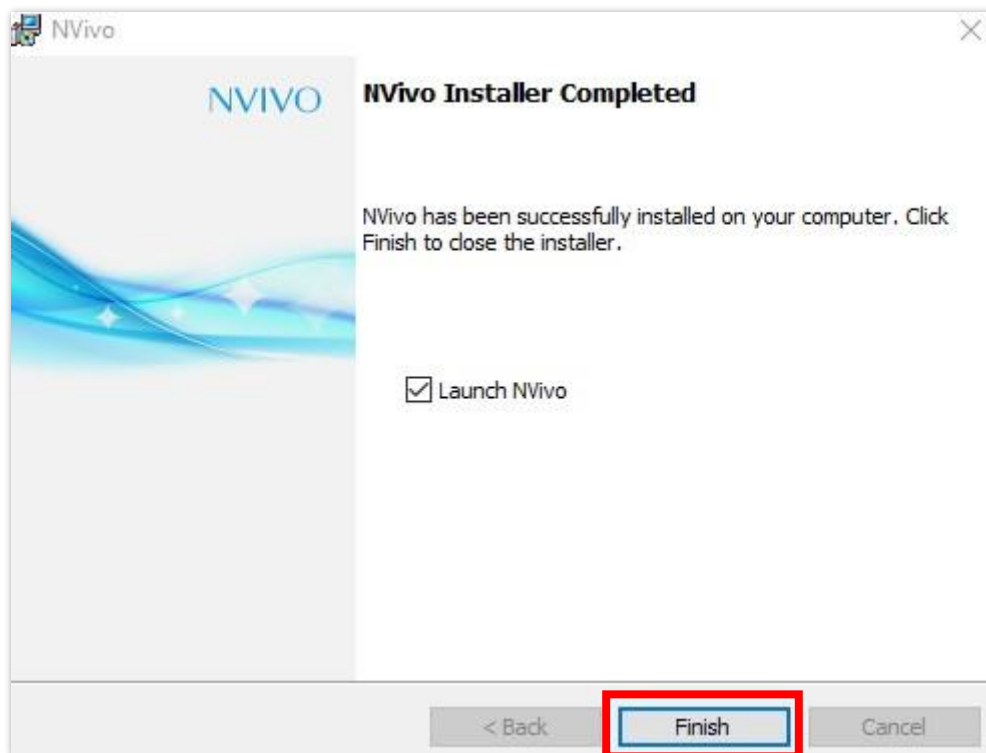 NVivo
NVIVO
NVivo Installer Completed
NVivo has been successfully installed on your computer. Click
Finish to close the installer.
Launch NVivo
< Back
Finish
Cancel